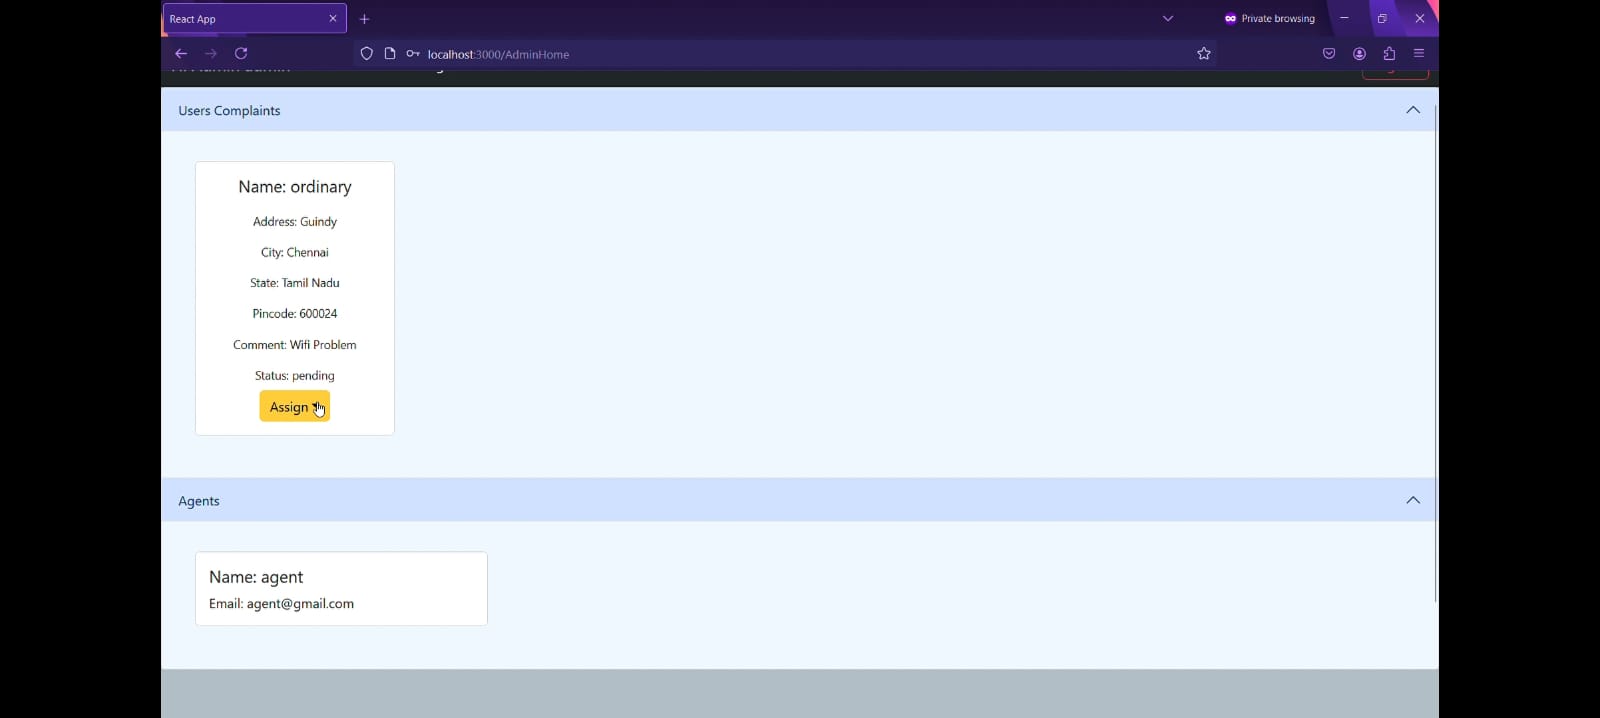 React App
Private browsing
localhost:3000/AdminHome
Users Complaints
Name: ordinary
Address: Guindy
City: Chennai
State: Tamil Nadu
Pincode: 600024
Comment: Wifi Problem
Status: pending
Assign
Agents
Name: agent
Email: agent@gmail.com